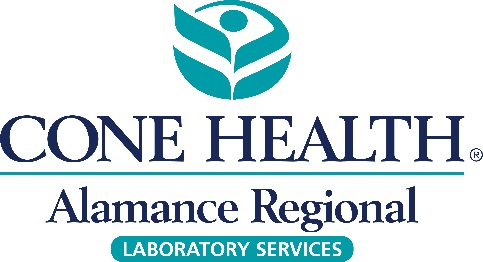 CONE HEALTH®
Alamance Regional
LABORATORY SERVICES